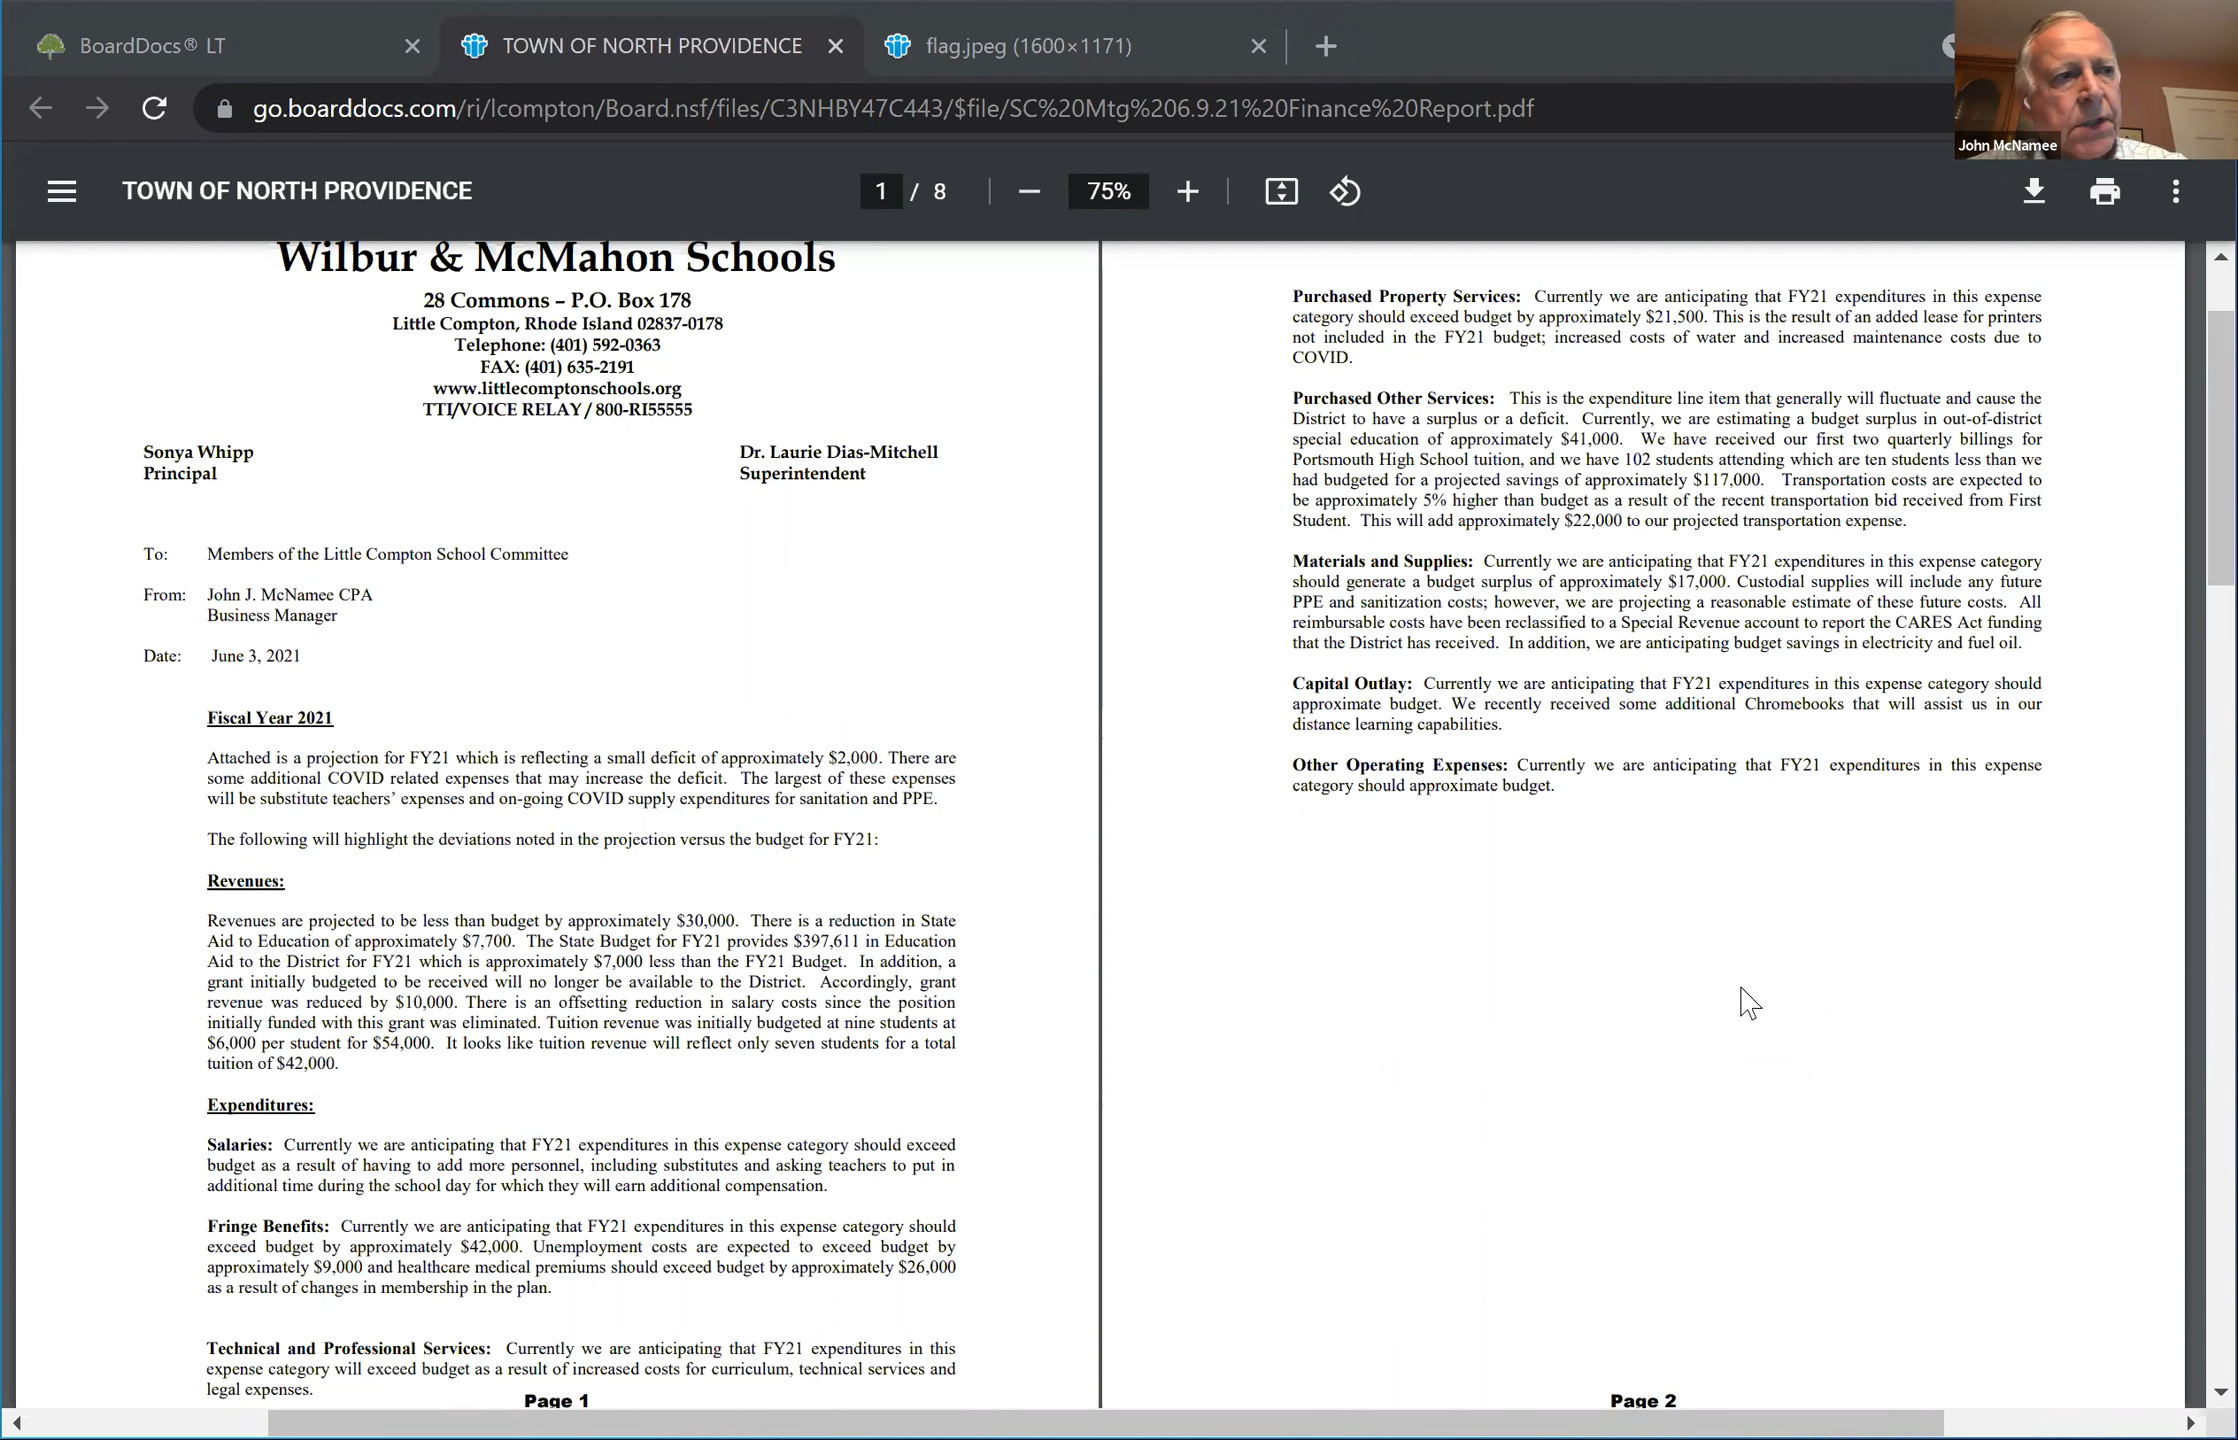 BoardDocs® LT
TOWN OF NORTH PROVIDENCE
flag.jpeg (1600×1171)
go.boarddocs.com/ri/lcompton/Board.nsf/files/C3NHBY47C443/$file/SC%20Mtg%206.9.21%20Finance%20Report.pdf
John McNamee
TOWN OF NORTH PROVIDENCE
1 / 8
75%
Wilbur & McMahon Schools
28 Commons – P.O. Box 178
Little Compton, Rhode Island 02837-0178
Telephone: (401) 592-0363
FAX: (401) 635-2191
www.littlecomptonschools.org
TTI/VOICE RELAY / 800-RI55555
Sonya Whipp
Principal
Dr. Laurie Dias-Mitchell
Superintendent
To: Members of the Little Compton School Committee
From: John J. McNamee CPA
Business Manager
Date: June 3, 2021
Fiscal Year 2021
Attached is a projection for FY21 which is reflecting a small deficit of approximately $2,000. There are
some additional COVID related expenses that may increase the deficit. The largest of these expenses
will be substitute teachers’ expenses and on-going COVID supply expenditures for sanitation and PPE.
The following will highlight the deviations noted in the projection versus the budget for FY21:
Revenues:
Revenues are projected to be less than budget by approximately $30,000. There is a reduction in State
Aid to Education of approximately $7,700. The State Budget for FY21 provides $397,611 in Education
Aid to the District for FY21 which is approximately $7,000 less than the FY21 Budget. In addition, a
grant initially budgeted to be received will no longer be available to the District. Accordingly, grant
revenue was reduced by $10,000. There is an offsetting reduction in salary costs since the position
initially funded with this grant was eliminated. Tuition revenue was initially budgeted at nine students at
$6,000 per student for $54,000. It looks like tuition revenue will reflect only seven students for a total
tuition of $42,000.
Expenditures:
Salaries: Currently we are anticipating that FY21 expenditures in this expense category should exceed
budget as a result of having to add more personnel, including substitutes and asking teachers to put in
additional time during the school day for which they will earn additional compensation.
Fringe Benefits: Currently we are anticipating that FY21 expenditures in this expense category should
exceed budget by approximately $42,000. Unemployment costs are expected to exceed budget by
approximately $9,000 and healthcare medical premiums should exceed budget by approximately $26,000
as a result of changes in membership in the plan.
Technical and Professional Services: Currently we are anticipating that FY21 expenditures in this
expense category will exceed budget as a result of increased costs for curriculum, technical services and
legal expenses.
Page 1
Purchased Property Services: Currently we are anticipating that FY21 expenditures in this expense
category should exceed budget by approximately $21,500. This is the result of an added lease for printers
not included in the FY21 budget; increased costs of water and increased maintenance costs due to
COVID.
Purchased Other Services: This is the expenditure line item that generally will fluctuate and cause the
District to have a surplus or a deficit. Currently, we are estimating a budget surplus in out-of-district
special education of approximately $41,000. We have received our first two quarterly billings for
Portsmouth High School tuition, and we have 102 students attending which are ten students less than we
had budgeted for a projected savings of approximately $117,000. Transportation costs are expected to
be approximately 5% higher than budget as a result of the recent transportation bid received from First
Student. This will add approximately $22,000 to our projected transportation expense.
Materials and Supplies: Currently we are anticipating that FY21 expenditures in this expense category
should generate a budget surplus of approximately $17,000. Custodial supplies will include any future
PPE and sanitization costs; however, we are projecting a reasonable estimate of these future costs. All
reimbursable costs have been reclassified to a Special Revenue account to report the CARES Act funding
that the District has received. In addition, we are anticipating budget savings in electricity and fuel oil.
Capital Outlay: Currently we are anticipating that FY21 expenditures in this expense category should
approximate budget. We recently received some additional Chromebooks that will assist us in our
distance learning capabilities.
Other Operating Expenses: Currently we are anticipating that FY21 expenditures in this expense
category should approximate budget.
Page 2